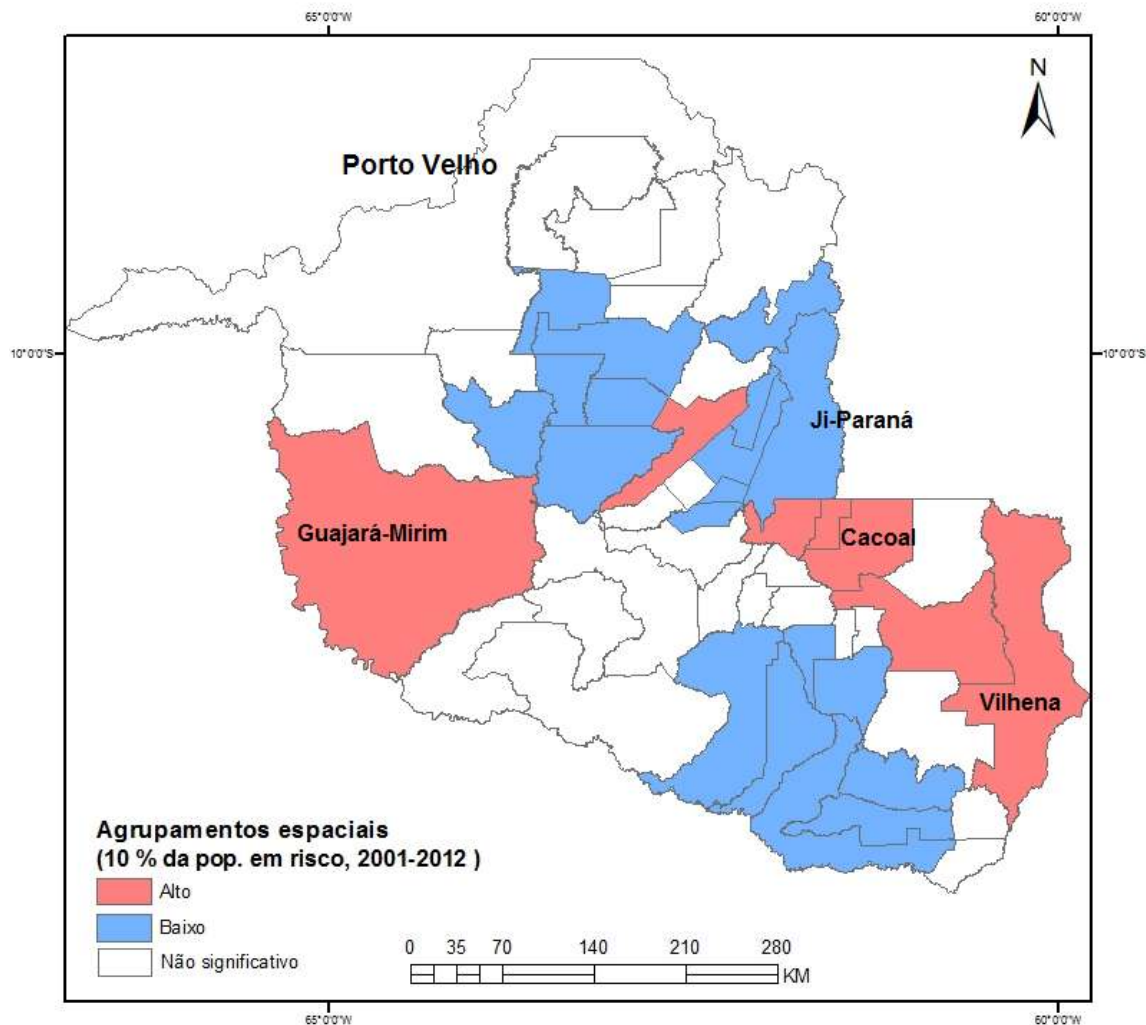 65°0'0"W
60°0'0"W
N
Porto Velho
10°0'0"S
10°0'0"S
Ji-Paraná
Guajará-Mirim
Cacoal
Vilhena
Agrupamentos espaciais
(10 % da pop. em risco, 2001-2012 )
Alto
Baixo
Não significativo
0 35 70 140 210 280
KM
65°0'0"W
60°0'0"W